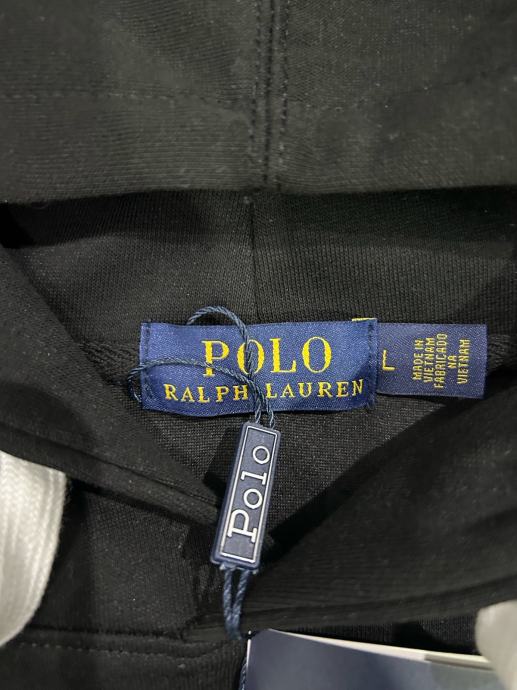 POLO
RALPH LAUREN
L
MADE IN
VIETNAM
FABRICADO
NA
VIETNAM
Polo